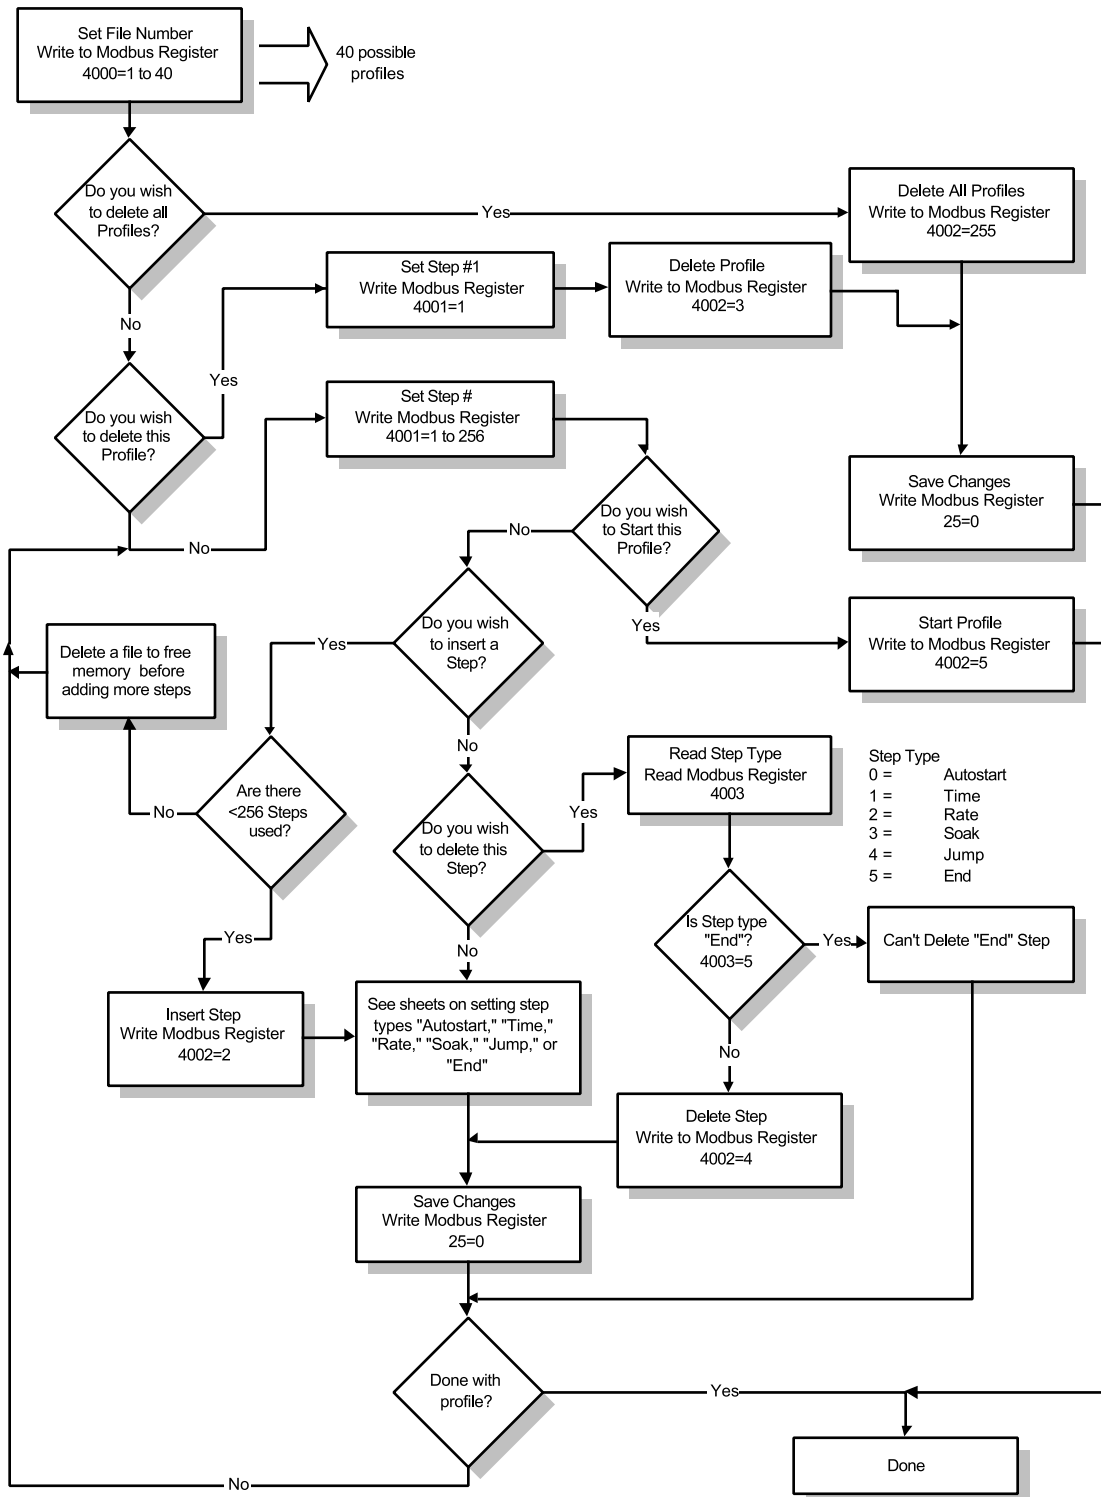 Set File Number
Write to Modbus Register
4000=1 to 40
40 possible
profiles
Do you wish
to delete all
Profiles?
Yes
Delete All Profiles
Write to Modbus Register
4002=255
No
Set Step #1
Write Modbus Register
4001=1
Delete Profile
Write to Modbus Register
4002=3
Do you wish
to delete this
Profile?
Yes
Set Step #
Write Modbus Register
4001=1 to 256
No
Do you wish
to Start this
Profile?
No
Yes
Save Changes
Write Modbus Register
25=0
Start Profile
Write to Modbus Register
4002=5
Do you wish
to insert a
Step?
Yes
No
Delete a file to free
memory before
adding more steps
Are there
<256 Steps
used?
No
Yes
Do you wish
to delete this
Step?
Yes
No
Read Step Type
Read Modbus Register
4003
Step Type
0 = Autostart
1 = Time
2 = Rate
3 = Soak
4 = Jump
5 = End
Is Step type
"End"?
4003=5
Yes
Can't Delete "End" Step
No
Insert Step
Write Modbus Register
4002=2
See sheets on setting step
types "Autostart," "Time,"
"Rate," "Soak," "Jump," or
"End"
Delete Step
Write to Modbus Register
4002=4
Save Changes
Write Modbus Register
25=0
Done with
profile?
Yes
No
Done